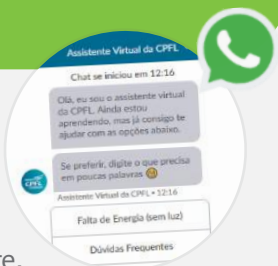 Assistente Virtual da CPFL
Chat se iniciou em 12:16
Olá, eu sou o assistente virtual
da CPFL. Ainda estou
aprendendo, mas já consigo te
ajudar com as opções abaixo.
Se preferir, digite o que precisa
em poucas palavras
CPFL
Assistente Virtual da CPFL • 12:16
Falta de Energia (sem luz)
Dúvidas Frequentes
re.